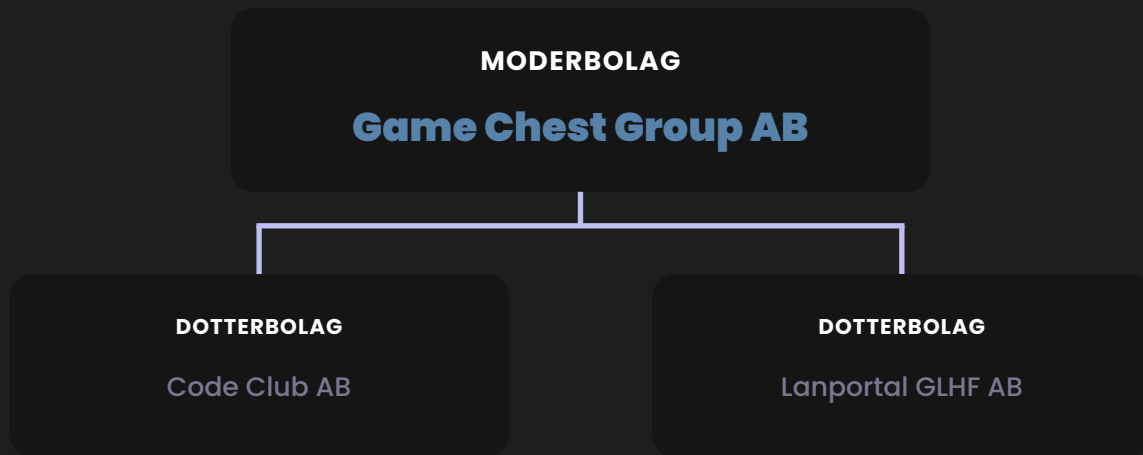 MODERBOLAG
Game Chest Group AB
DOTTERBOLAG
Code Club AB
DOTTERBOLAG
Lanportal GLHF AB